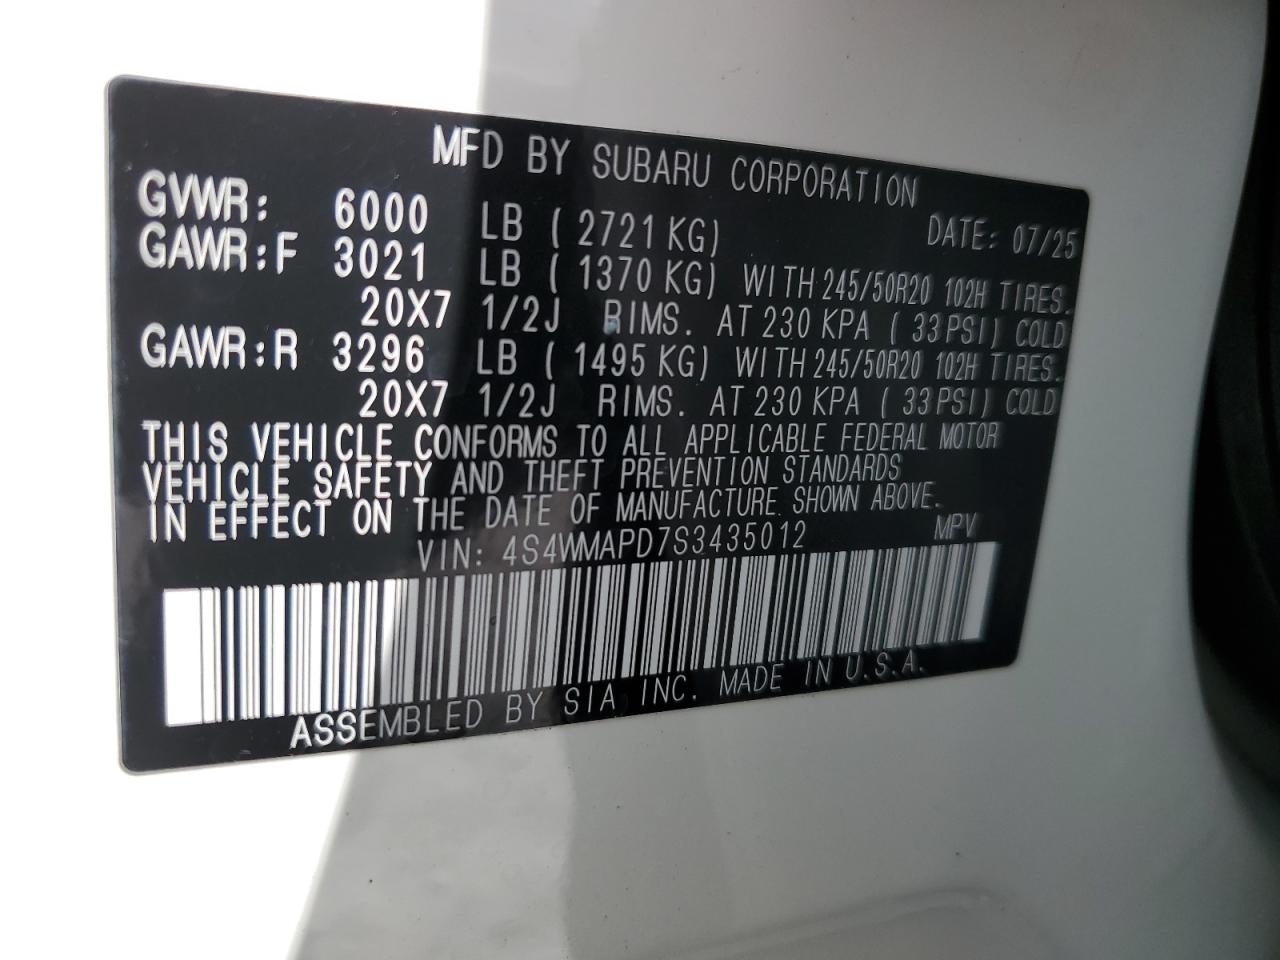 MFD BY SUBARU CORPORATION
GVWR: 6000 LB ( 2721 KG) DATE: 07/25
GAWR:F 3021 LB ( 1370 KG) WITH 245/50R20 102H TIRES.
20X7 1/2J RIMS. AT 230 KPA ( 33 PSI) COLD
GAWR:R 3296 LB ( 1495 KG) WITH 245/50R20 102H TIRES.
20X7 1/2J RIMS. AT 230 KPA ( 33 PSI) COLD
THIS VEHICLE CONFORMS TO ALL APPLICABLE FEDERAL MOTOR
VEHICLE SAFETY AND THEFT PREVENTION STANDARDS
IN EFFECT ON THE DATE OF MANUFACTURE SHOWN ABOVE.
VIN: 4S4WMAPD7S3435012 MPV
ASSEMBLED BY SIA, INC. MADE IN U.S.A.